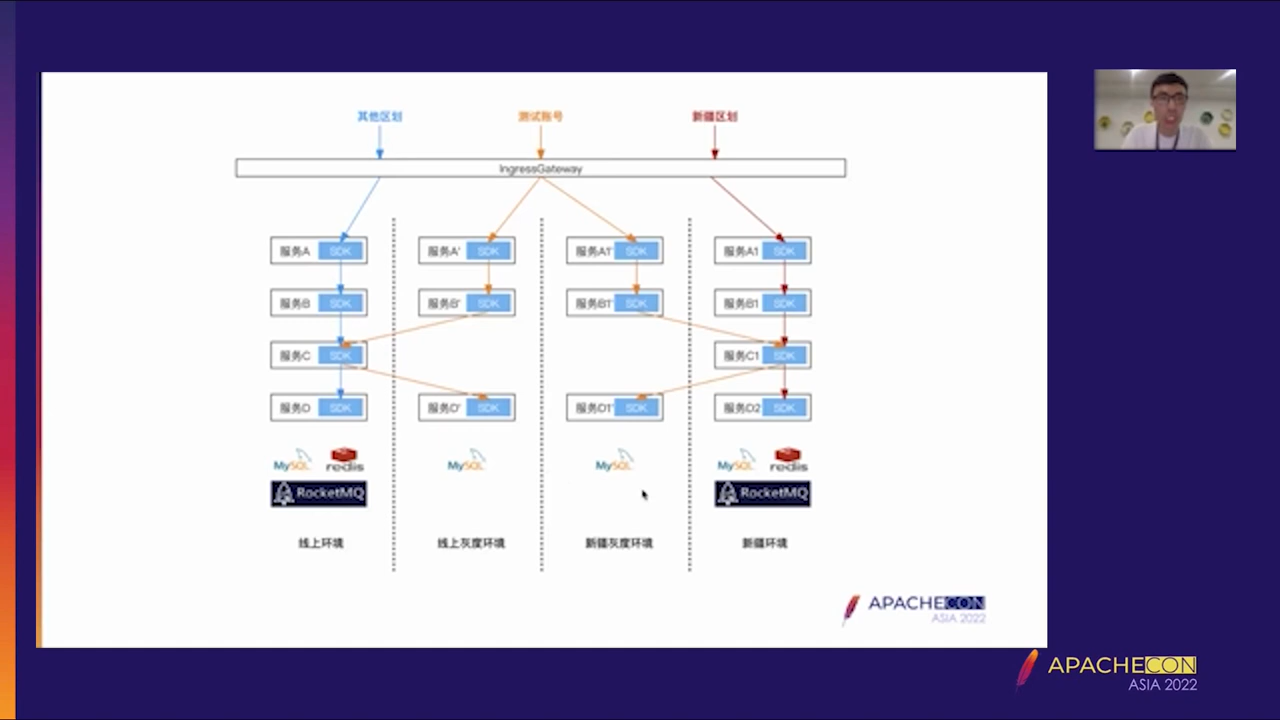 其他区划 测试账号 新疆区划
IngressGateway
服务A SDK 服务A' SDK 服务A1' SDK 服务A1 SDK
服务B SDK 服务B' SDK 服务B1' SDK 服务B1 SDK
服务C SDK 服务C1 SDK
服务D SDK 服务D' SDK 服务D1' SDK 服务D2 SDK
MySQL redis MySQL MySQL MySQL redis
RocketMQ RocketMQ
线上环境 线上灰度环境 新疆灰度环境 新疆环境
APACHECON
ASIA 2022
APACHECON
ASIA 2022